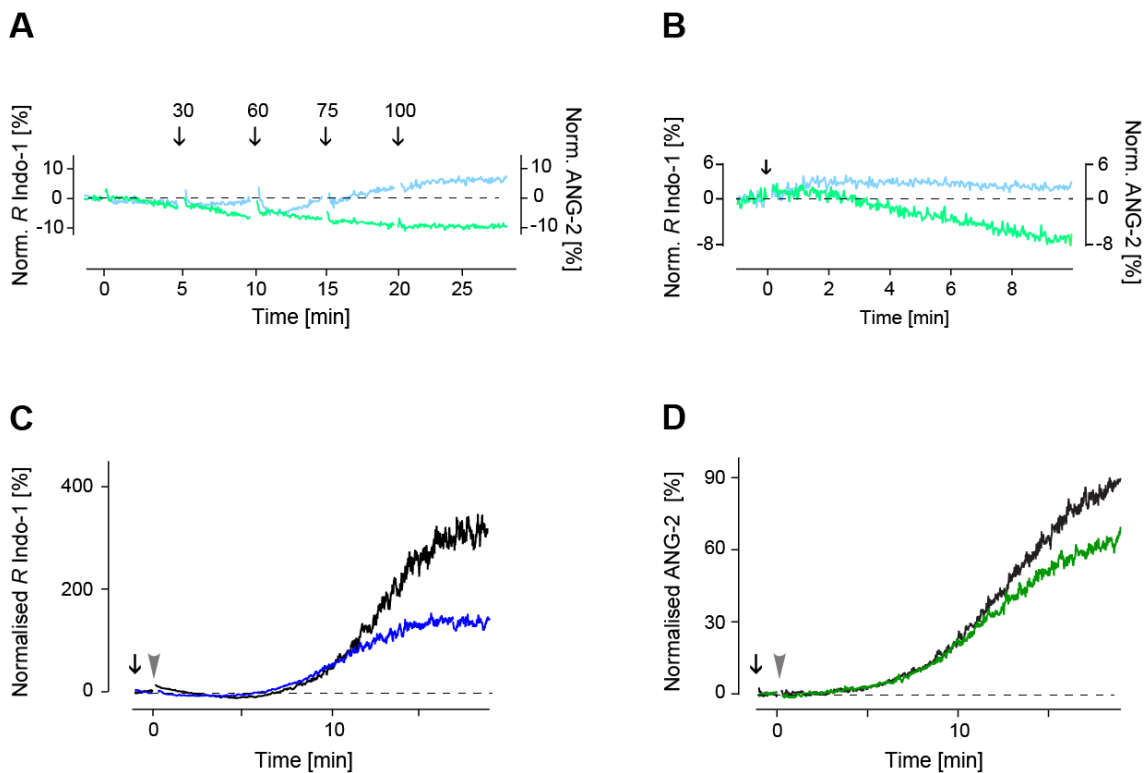 A
30 60 75 100
Norm. R Indo-1 [%]
10
0
-10
10
0
-10
Norm. ANG-2 [%]
0 5 10 15 20 25
Time [min]
B
Norm. R Indo-1 [%]
6
0
-8
6
0
-8
Norm. ANG-2 [%]
0 2 4 6 8
Time [min]
C
Normalised R Indo-1 [%]
400
200
0
0 10
Time [min]
D
Normalised ANG-2 [%]
90
60
30
0
0 10
Time [min]